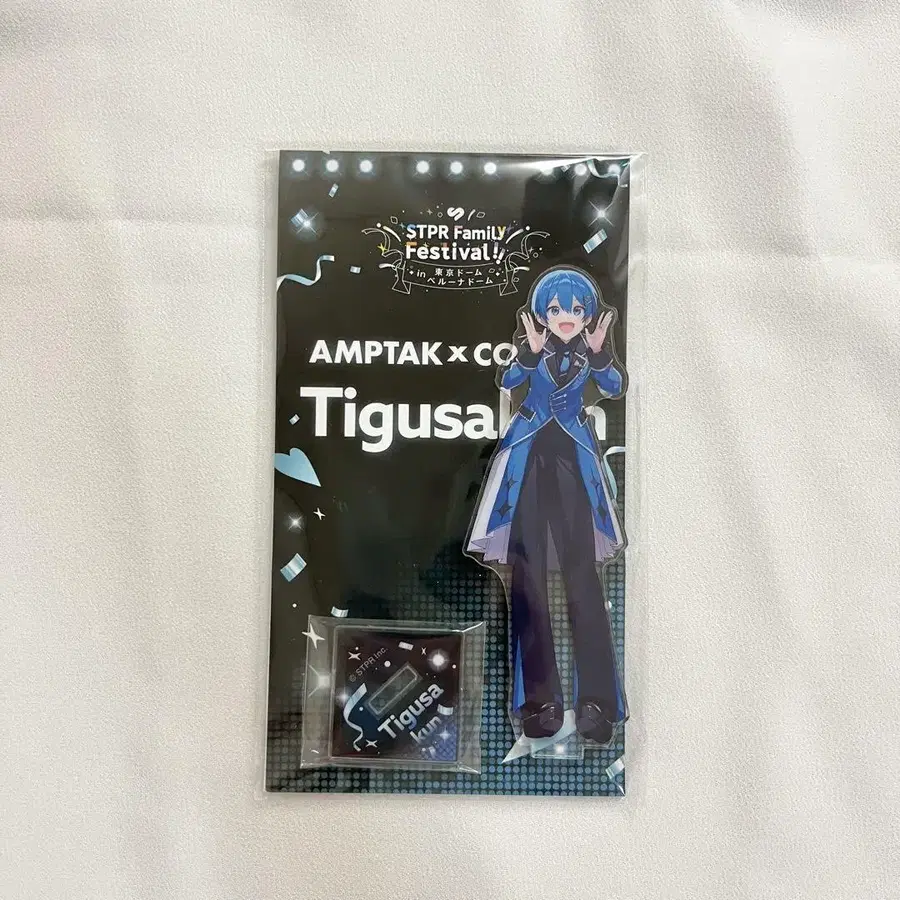 STPR Family
Festival!!
in 東京ドーム
ベルーナドーム
AMPTAK x CO
Tigusa
© STPR Inc.
Tigusa
kun